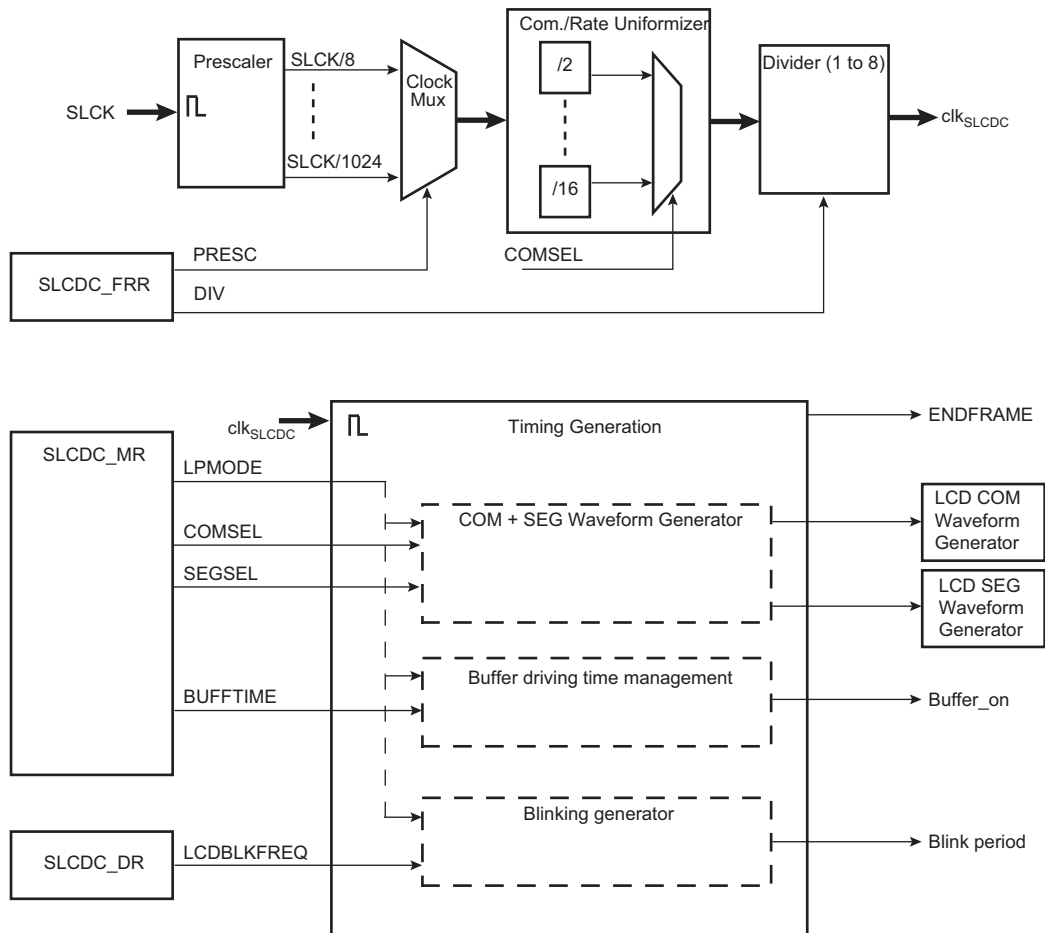 Com./Rate Uniformizer
Prescaler
SLCK/8
Clock
Mux
/2
Divider (1 to 8)
SLCK
clkSLCDC
SLCK/1024
/16
PRESC
COMSEL
SLCDC_FRR
DIV
clkSLCDC
Timing Generation
ENDFRAME
SLCDC_MR
LPMODE
COM + SEG Waveform Generator
LCD COM
Waveform
Generator
COMSEL
SEGSEL
LCD SEG
Waveform
Generator
Buffer driving time management
BUFFTIME
Buffer_on
Blinking generator
SLCDC_DR
LCDBLKFREQ
Blink period